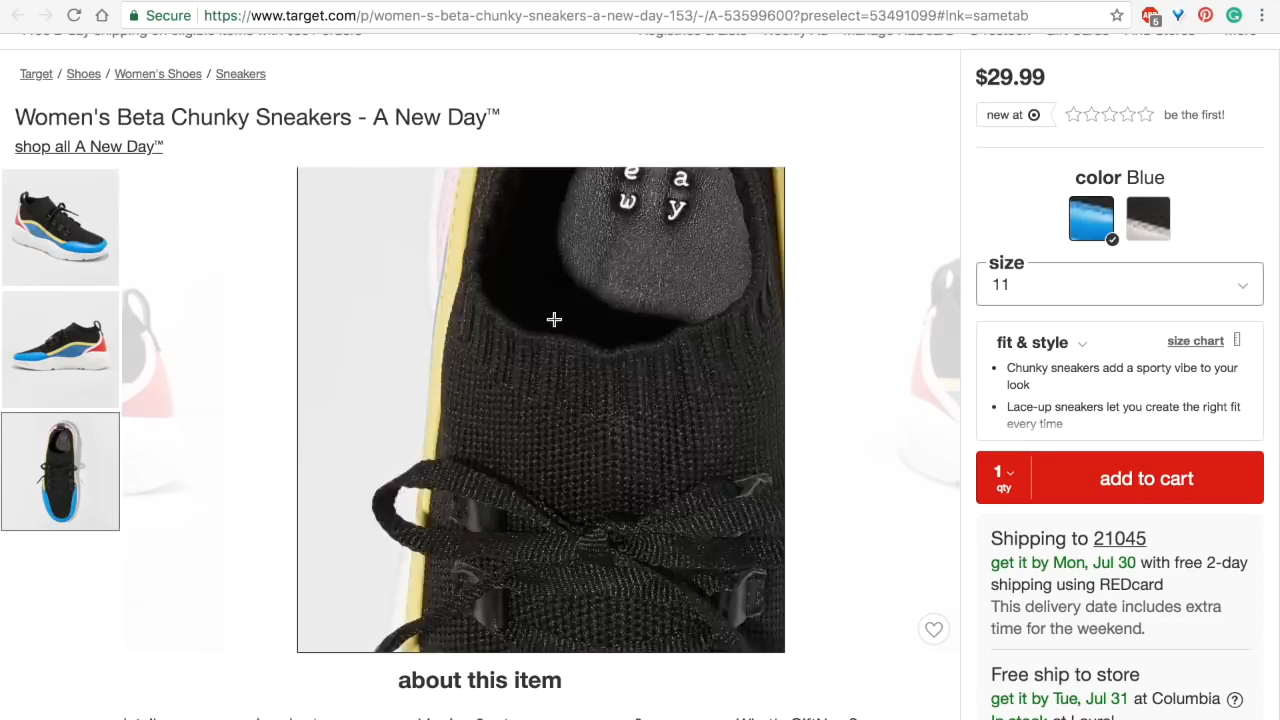 Secure https://www.target.com/p/women-s-beta-chunky-sneakers-a-new-day-153/-/A-53599600?preselect=53491099#lnk=sametab
6
Target / Shoes / Women's Shoes / Sneakers
Women's Beta Chunky Sneakers - A New Day™
shop all A New Day™
e a
w y
about this item
$29.99
new at be the first!
color Blue
size
11
fit & style size chart
• Chunky sneakers add a sporty vibe to your
look
• Lace-up sneakers let you create the right fit
every time
1 qty add to cart
Shipping to 21045
get it by Mon, Jul 30 with free 2-day
shipping using REDcard
This delivery date includes extra
time for the weekend.
Free ship to store
get it by Tue, Jul 31 at Columbia
In stock at Laurel